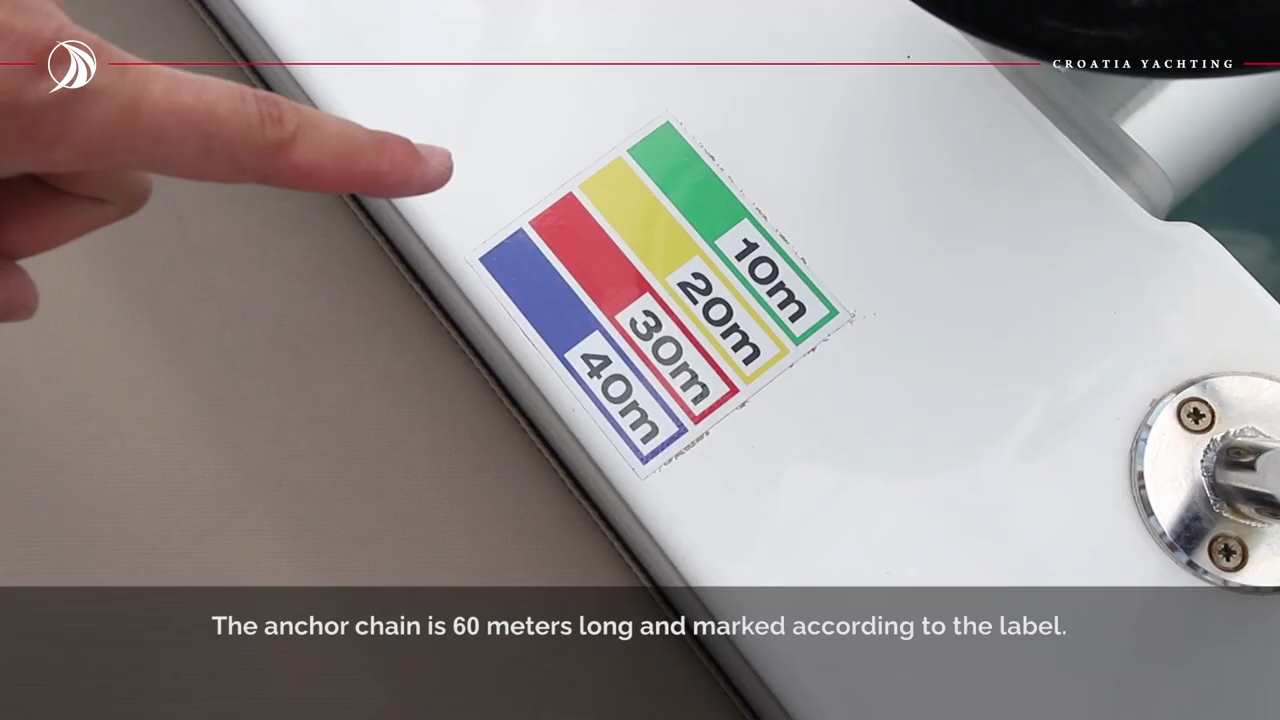 CROATIA YACHTING
10m
20m
30m
40m
The anchor chain is 60 meters long and marked according to the label.